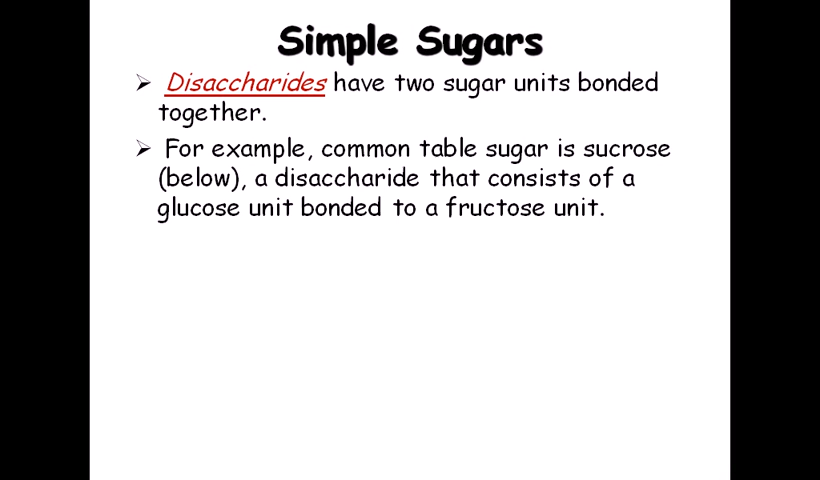 Simple Sugars
➢ Disaccharides have two sugar units bonded
together.
➢ For example, common table sugar is sucrose
(below), a disaccharide that consists of a
glucose unit bonded to a fructose unit.